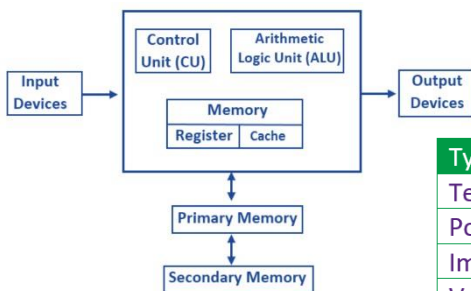 Control
Unit (CU)
Arithmetic
Logic Unit (ALU)
Input
Devices
Output
Devices
Memory
Register
Cache
Primary Memory
Secondary Memory